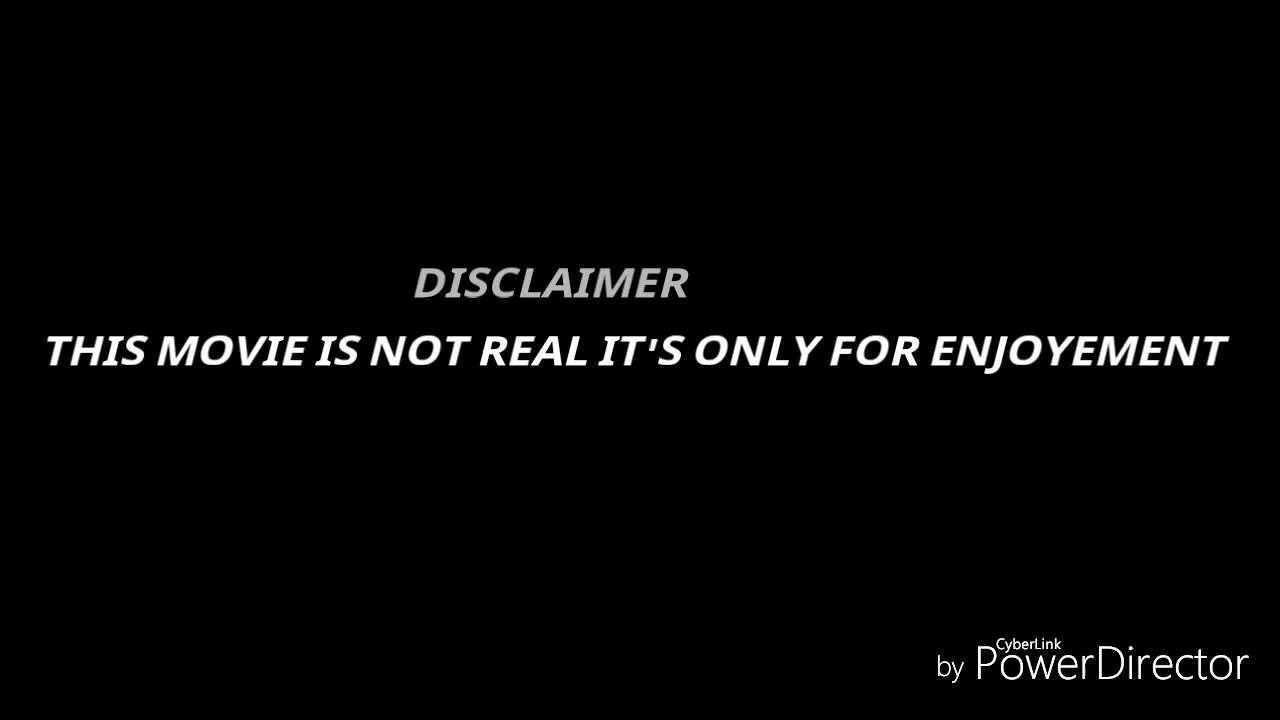 DISCLAIMER
THIS MOVIE IS NOT REAL IT'S ONLY FOR ENJOYEMENT
CyberLink
by PowerDirector